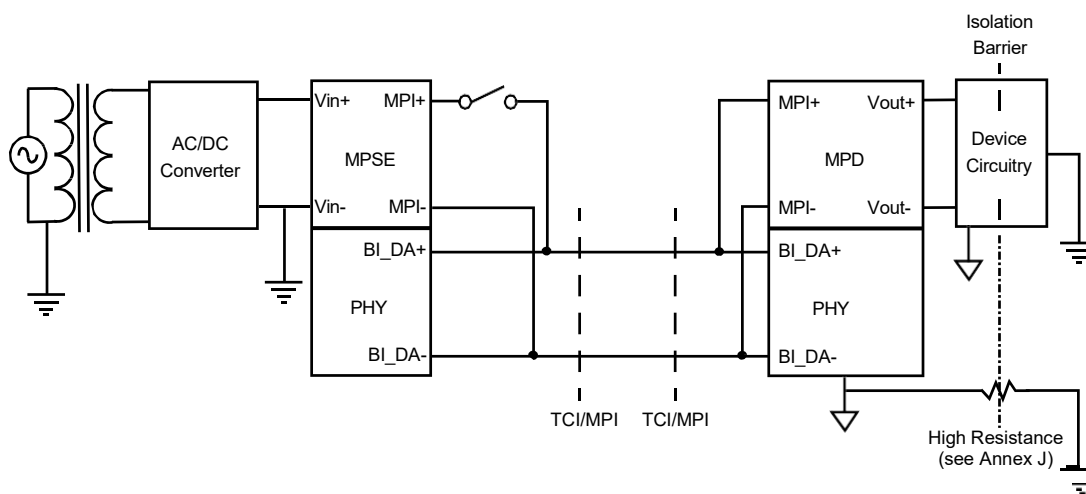 Isolation
Barrier
AC/DC
Converter
Vin+
MPI+
MPSE
Vin-
MPI-
BI_DA+
PHY
BI_DA-
TCI/MPI
TCI/MPI
MPI+
Vout+
MPD
MPI-
Vout-
BI_DA+
PHY
BI_DA-
Device
Circuitry
High Resistance
(see Annex J)